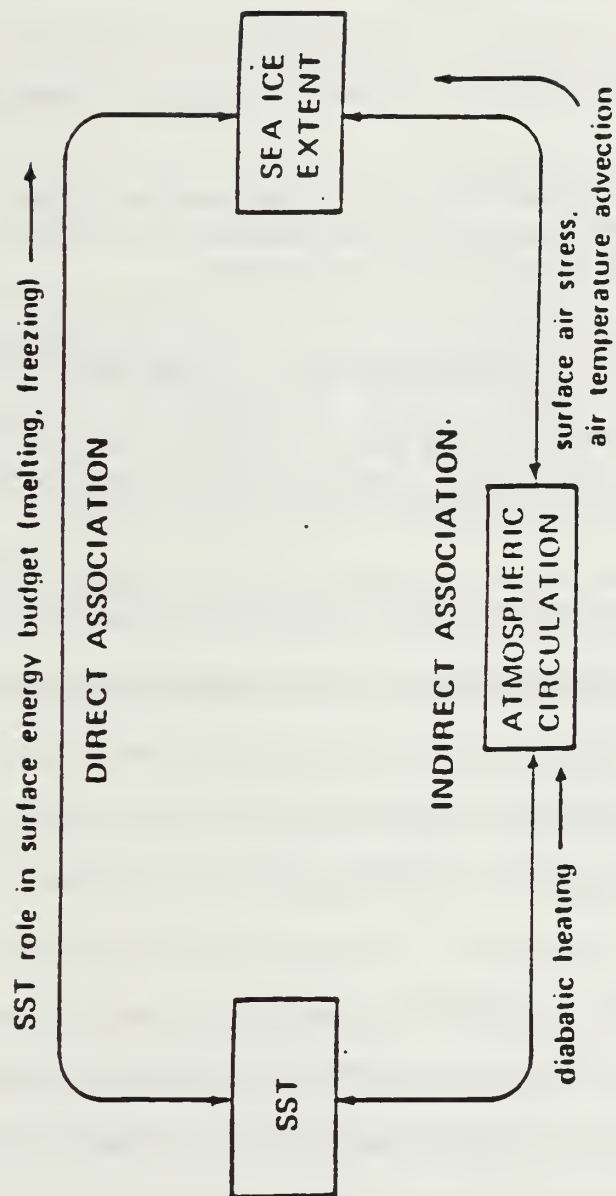 SST role in surface energy budget (melting, freezing)
DIRECT ASSOCIATION
SST
SEA ICE
EXTENT
INDIRECT ASSOCIATION.
ATMOSPHERIC
CIRCULATION
diabatic heating
surface air stress,
air temperature advection